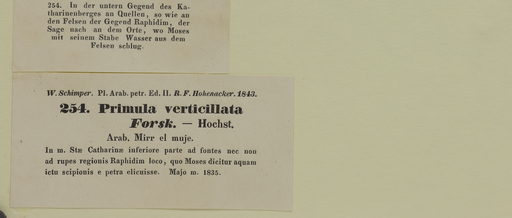 254. In der untern Gegend des Ka-
tharinenberges an Quellen, so wie an
den Felsen der Gegend Raphidim, der
Sage nach an dem Orte, wo Moses
mit seinem Stabe Wasser aus dem
Felsen schlug.
W. Schimper. Pl. Arab. petr. Ed. II. R. F. Hohenacker. 1843.
254. Primula verticillata
Forsk. — Hochst.
Arab. Mirr el muje.
In m. Stæ Catharinæ inferiore parte ad fontes nec non
ad rupes regionis Raphidim loco, quo Moses dicitur aquam
ictu scipionis e petra elicuisse. Majo m. 1835.